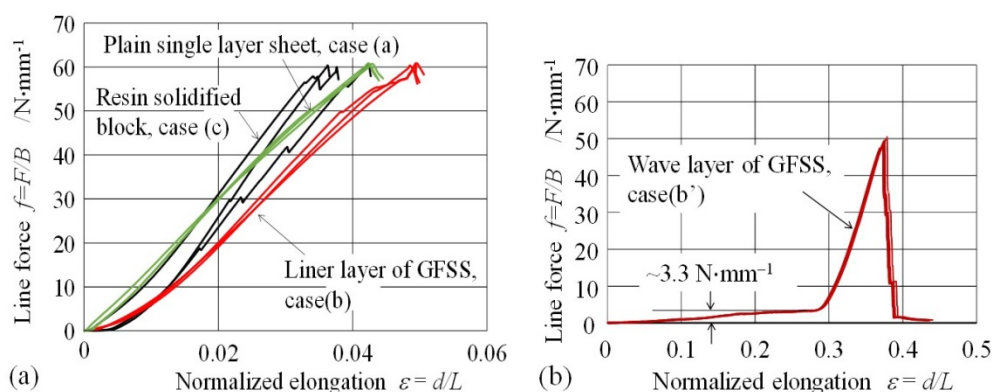 70
60
50
40
30
20
10
0
Line force f=F/B /N·mm⁻¹
Plain single layer sheet, case (a)
Resin solidified
block, case (c)
Liner layer of GFSS,
case(b)
0
0.02
0.04
0.06
(a)
Normalized elongation ε = d/L
70
60
50
40
30
20
10
0
Line force f=F/B /N·mm⁻¹
Wave layer of GFSS,
case(b’)
~3.3 N·mm⁻¹
0
0.1
0.2
0.3
0.4
0.5
(b)
Normalized elongation ε = d/L